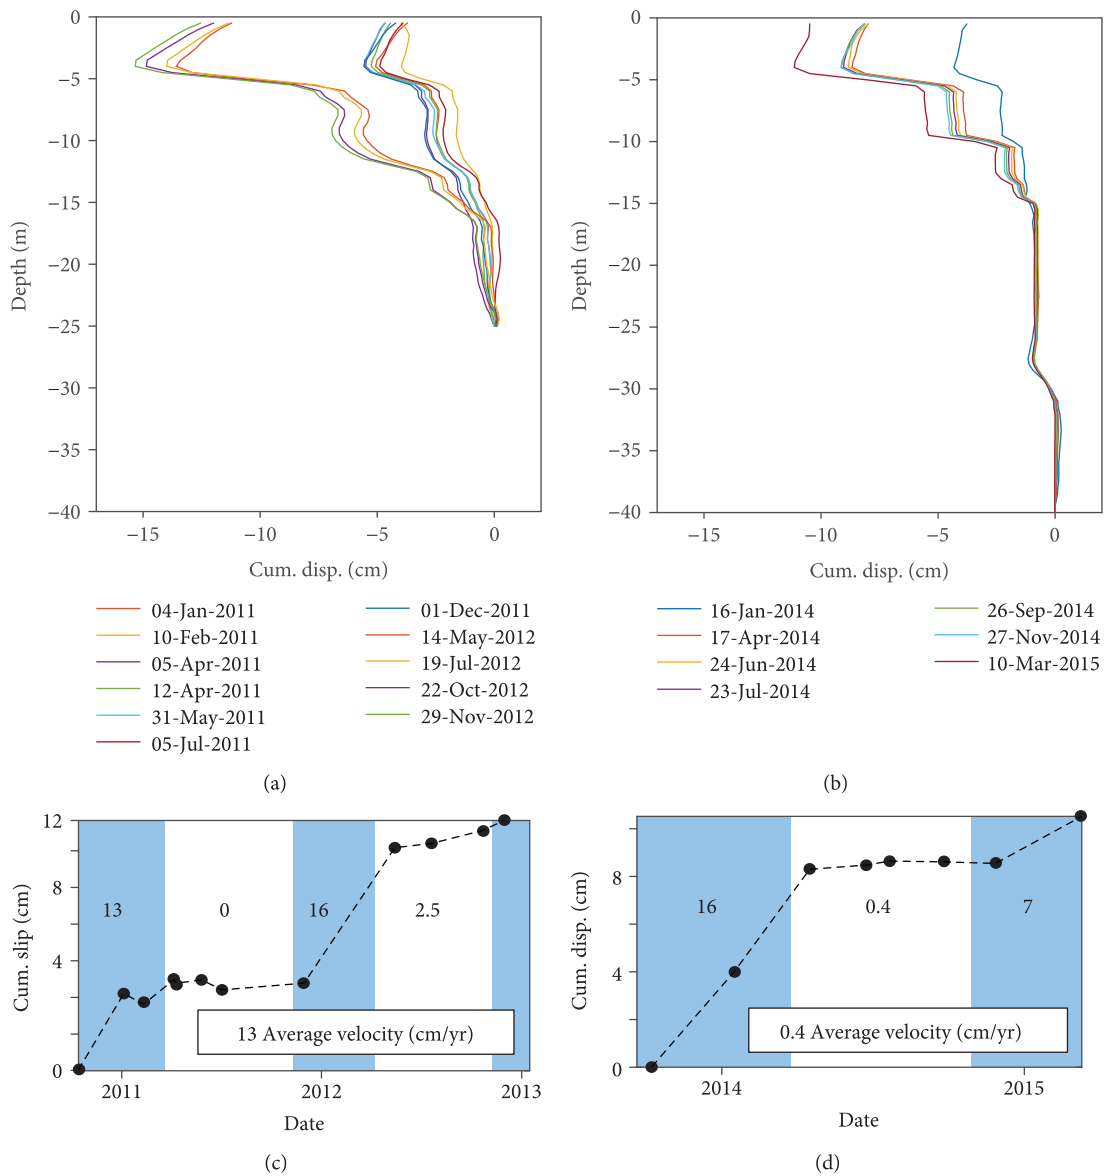 0
−5
−10
−15
−20
−25
−30
−35
−40
Depth (m)
−15 −10 −5 0
Cum. disp. (cm)
04-Jan-2011
10-Feb-2011
05-Apr-2011
12-Apr-2011
31-May-2011
05-Jul-2011
01-Dec-2011
14-May-2012
19-Jul-2012
22-Oct-2012
29-Nov-2012
(a)
0
−5
−10
−15
−20
−25
−30
−35
−40
Depth (m)
−15 −10 −5 0
Cum. disp. (cm)
16-Jan-2014
17-Apr-2014
24-Jun-2014
23-Jul-2014
26-Sep-2014
27-Nov-2014
10-Mar-2015
(b)
12
8
4
0
Cum. slip (cm)
13 0 16 2.5
13 Average velocity (cm/yr)
2011 2012 2013
Date
(c)
8
4
0
Cum. disp. (cm)
16 0.4 7
0.4 Average velocity (cm/yr)
2014 2015
Date
(d)